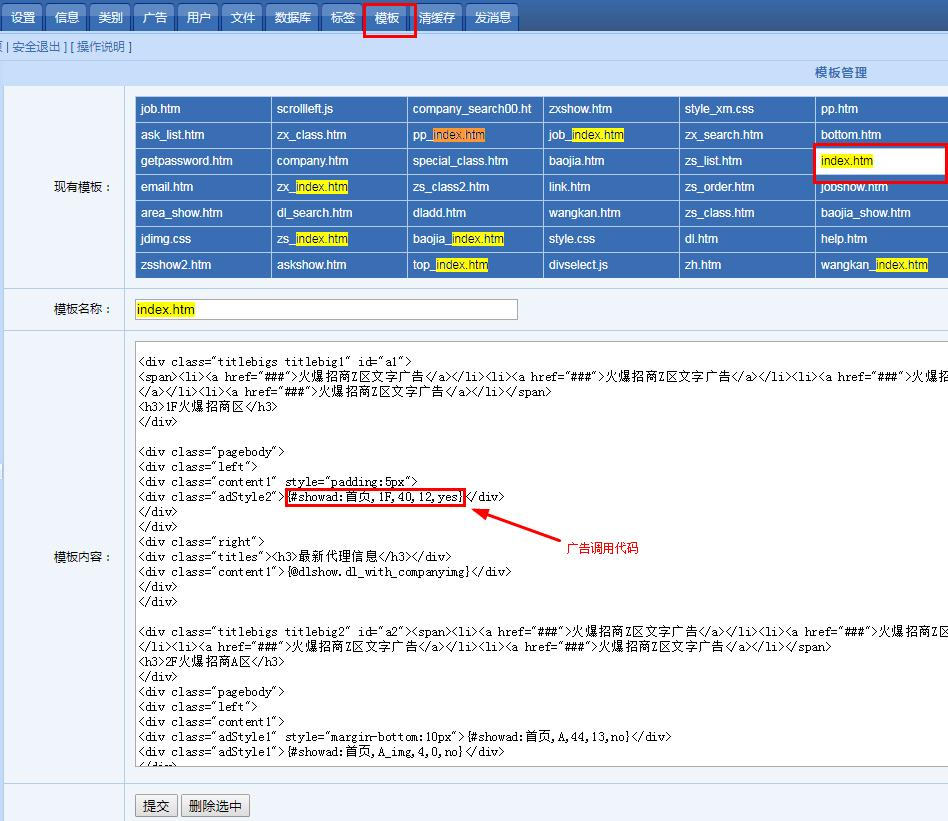 设置 信息 类别 广告 用户 文件 数据库 标签 模板 清缓存 发消息
| 安全退出 ] [ 操作说明 ]
模板管理
现有模板：
job.htm scrollleft.js company_search00.ht zxshow.htm style_xm.css pp.htm
ask_list.htm zx_class.htm pp_index.htm job_index.htm zx_search.htm bottom.htm
getpassword.htm company.htm special_class.htm baojia.htm zs_list.htm index.htm
email.htm zx_index.htm zs_class2.htm link.htm zs_order.htm jobshow.htm
area_show.htm dl_search.htm dladd.htm wangkan.htm zs_class.htm baojia_show.htm
jdimg.css zs_index.htm baojia_index.htm style.css dl.htm help.htm
zsshow2.htm askshow.htm top_index.htm divselect.js zh.htm wangkan_index.htm
模板名称： index.htm
模板内容：
<div class="titlebigs titlebig1" id="a1">
<span><li><a href="###">火爆招商Z区文字广告</a></li><li><a href="###">火爆招商Z区文字广告</a></li><li><a href="###">火爆招
</a></li><li><a href="###">火爆招商Z区文字广告</a></li></span>
<h3>1F火爆招商区</h3>
</div>
<div class="pagebody">
<div class="left">
<div class="content1" style="padding:5px">
<div class="adStyle2">{#showad:首页,1F,40,12,yes}</div>
</div>
</div>
<div class="right">
广告调用代码
<div class="titles"><h3>最新代理信息</h3></div>
<div class="content1">{@dlshow.dl_with_companyimg}</div>
</div>
</div>
<div class="titlebigs titlebig2" id="a2"><span><li><a href="###">火爆招商Z区文字广告</a></li><li><a href="###">火爆招商Z区
</li><li><a href="###">火爆招商Z区文字广告</a></li><li><a href="###">火爆招商Z区文字广告</a></li></span>
<h3>2F火爆招商A区</h3>
</div>
<div class="pagebody">
<div class="left">
<div class="content1">
<div class="adStyle1" style="margin-bottom:10px">{#showad:首页,A,44,13,no}</div>
<div class="adStyle1">{#showad:首页,A_img,4,0,no}</div>
</div>
提交 删除选中